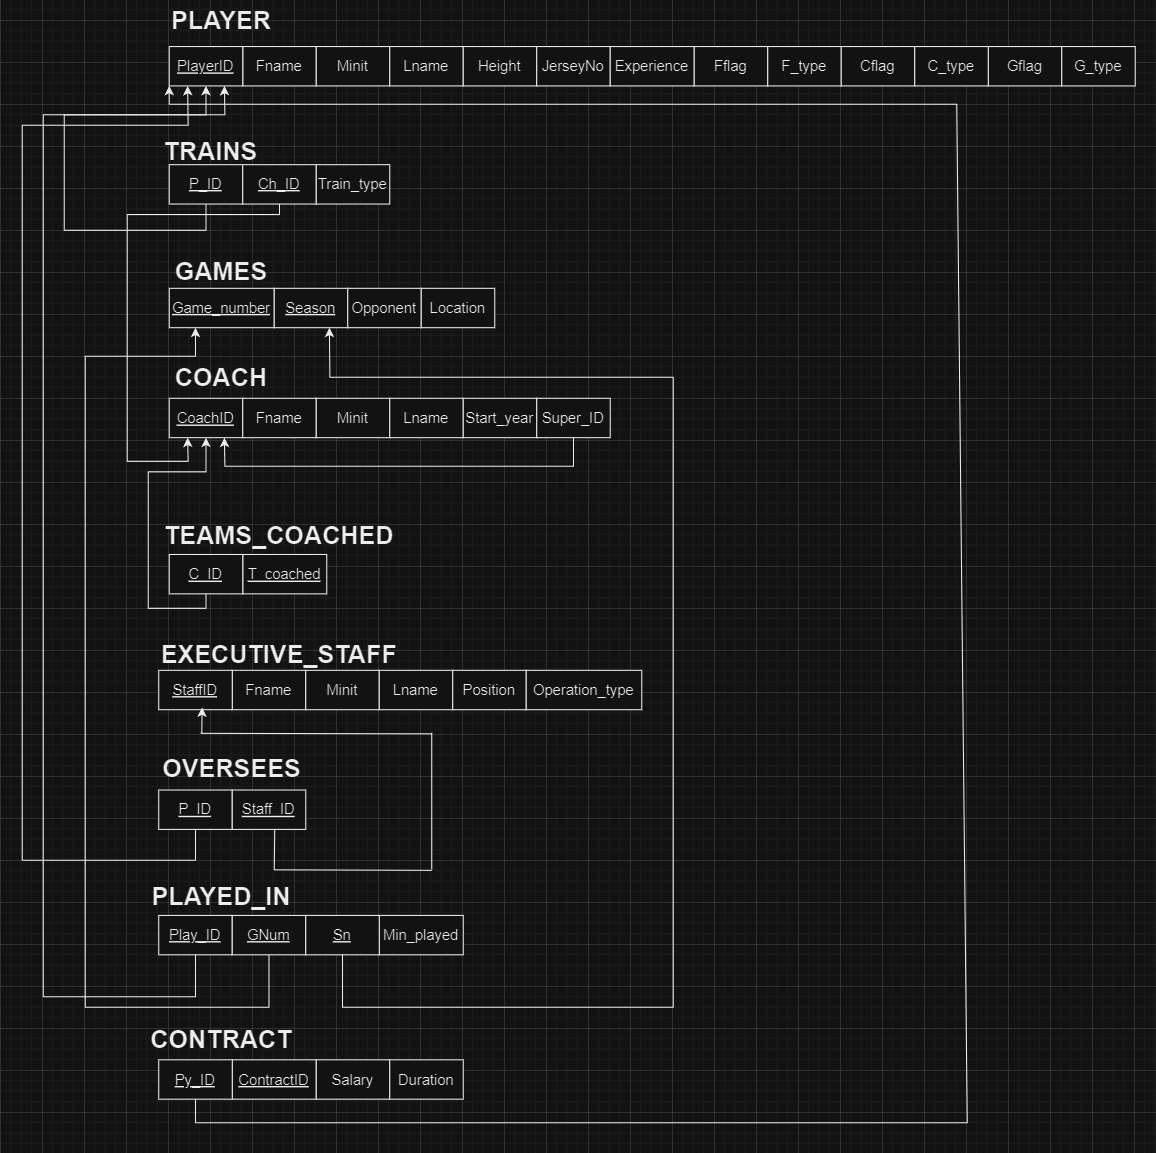 PLAYER
PlayerID Fname Minit Lname Height JerseyNo Experience Fflag F_type Cflag C_type Gflag G_type
TRAINS
P_ID Ch_ID Train_type
GAMES
Game_number Season Opponent Location
COACH
CoachID Fname Minit Lname Start_year Super_ID
TEAMS_COACHED
C_ID T_coached
EXECUTIVE_STAFF
StaffID Fname Minit Lname Position Operation_type
OVERSEES
P_ID Staff_ID
PLAYED_IN
Play_ID GNum Sn Min_played
CONTRACT
Py_ID ContractID Salary Duration